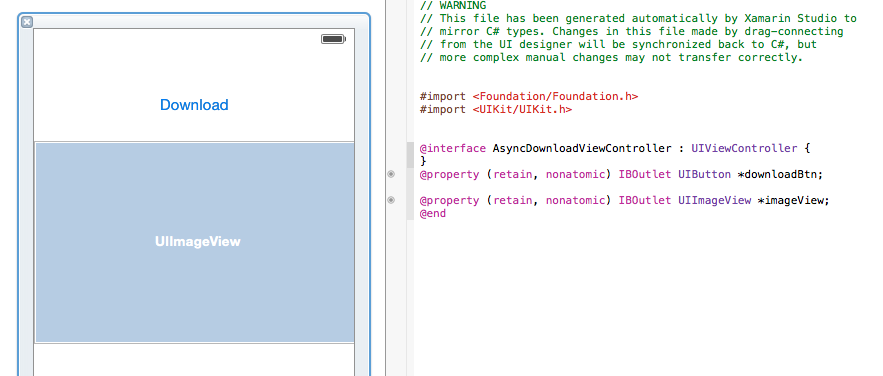 Download
UIImageView
// WARNING
// This file has been generated automatically by Xamarin Studio to
// mirror C# types. Changes in this file made by drag-connecting
// from the UI designer will be synchronized back to C#, but
// more complex manual changes may not transfer correctly.
#import <Foundation/Foundation.h>
#import <UIKit/UIKit.h>
@interface AsyncDownloadViewController : UIViewController {
}
@property (retain, nonatomic) IBOutlet UIButton *downloadBtn;
@property (retain, nonatomic) IBOutlet UIImageView *imageView;
@end